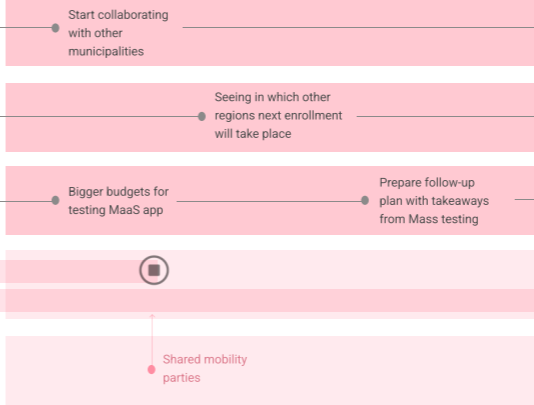 Start collaborating
with other
municipalities
Seeing in which other
regions next enrollment
will take place
Bigger budgets for
testing MaaS app
Prepare follow-up
plan with takeaways
from Mass testing
Shared mobility
parties